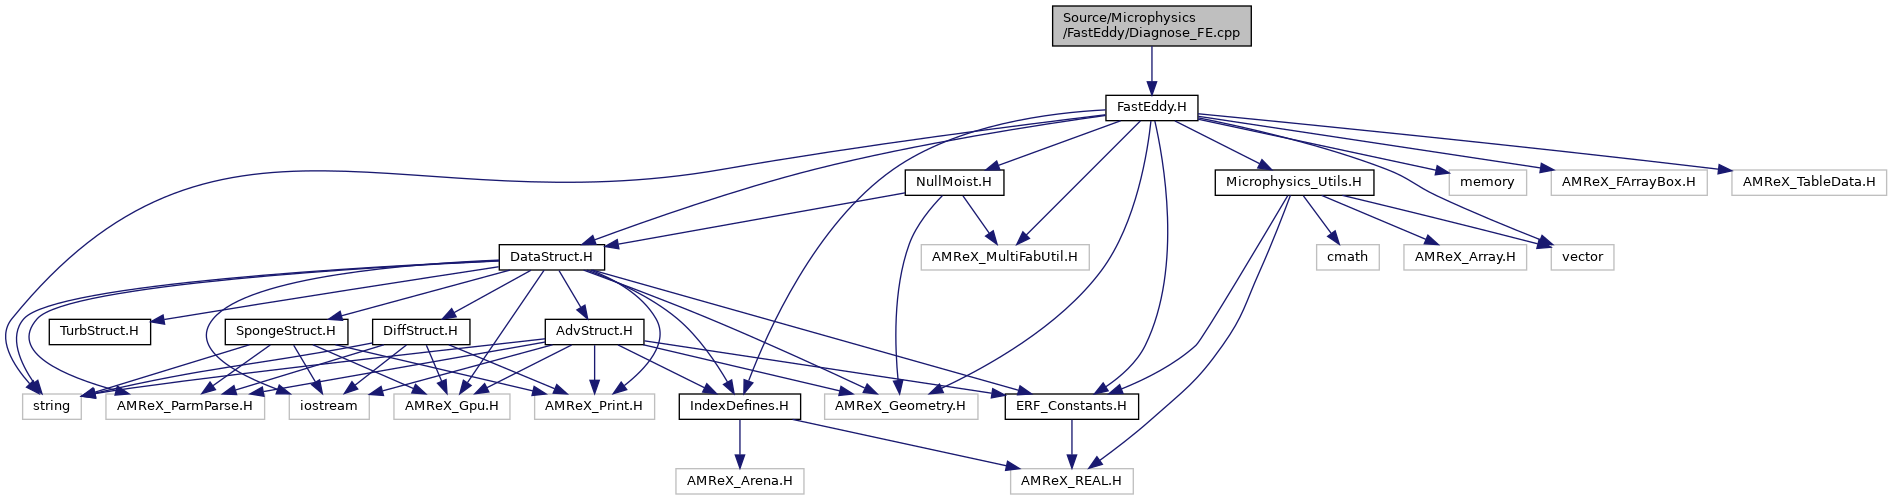 Source/Microphysics
/FastEddy/Diagnose_FE.cpp
FastEddy.H
NullMoist.H
Microphysics_Utils.H
memory
AMReX_FArrayBox.H
AMReX_TableData.H
DataStruct.H
AMReX_MultiFabUtil.H
cmath
AMReX_Array.H
vector
TurbStruct.H
SpongeStruct.H
DiffStruct.H
AdvStruct.H
string
AMReX_ParmParse.H
iostream
AMReX_Gpu.H
AMReX_Print.H
IndexDefines.H
AMReX_Geometry.H
ERF_Constants.H
AMReX_Arena.H
AMReX_REAL.H